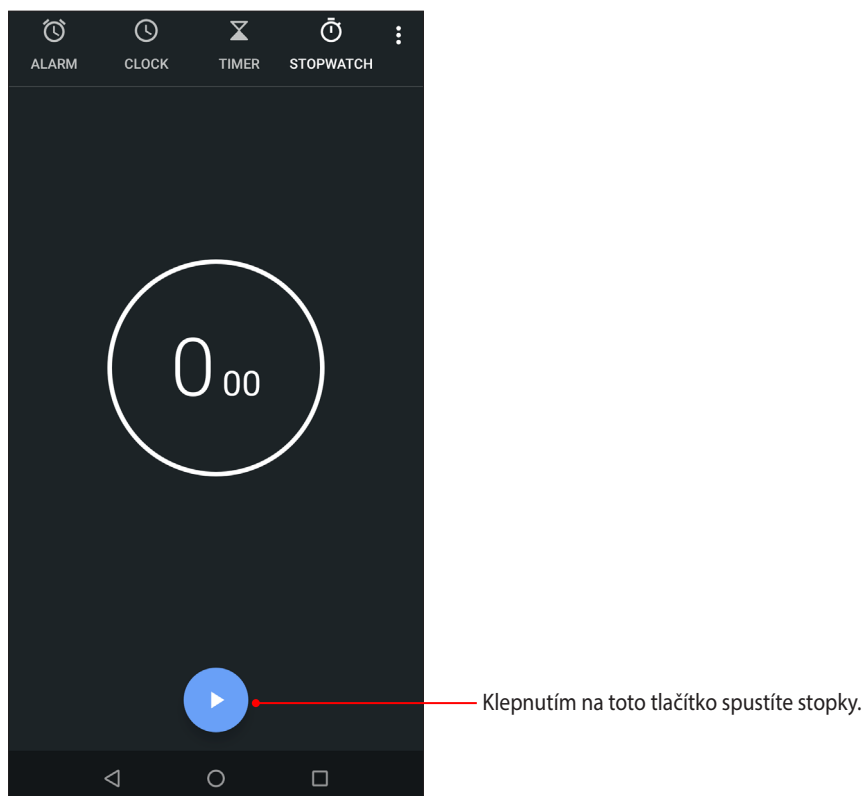 ALARM CLOCK TIMER STOPWATCH
0 00
Klepnutím na toto tlačítko spustíte stopky.